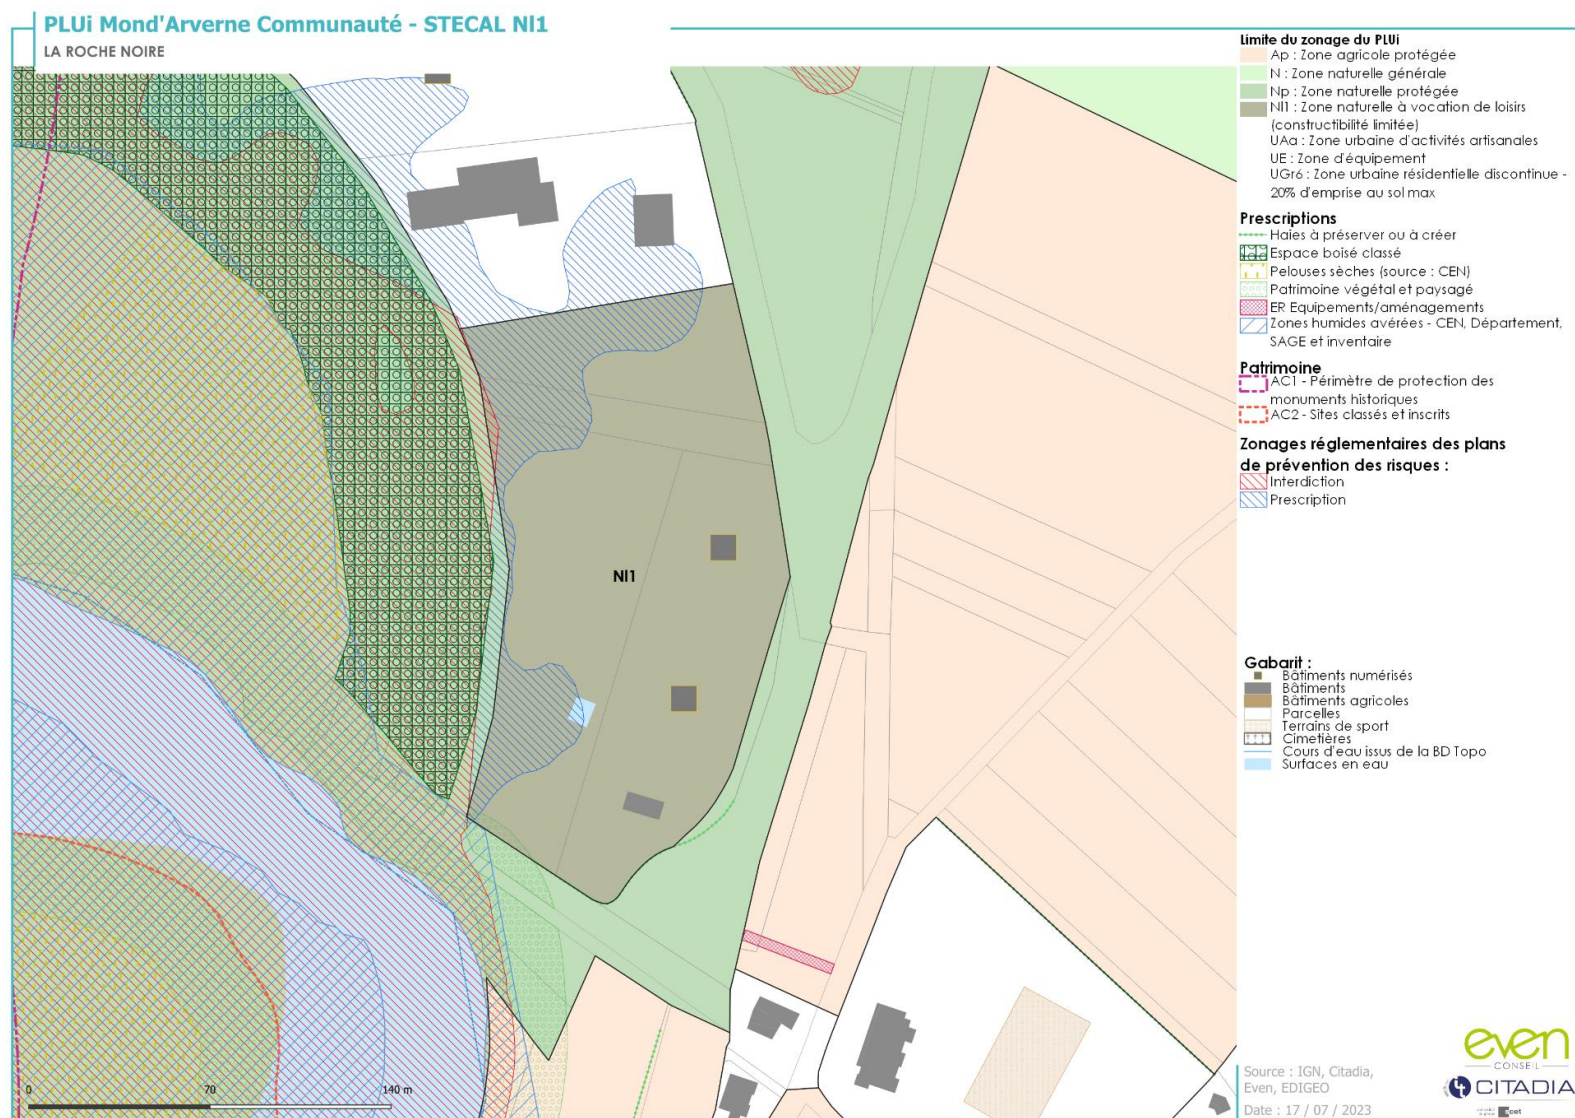 PLUi Mond'Arverne Communauté - STECAL Nl1
LA ROCHE NOIRE
Limite du zonage du PLUi
Ap : Zone agricole protégée
N : Zone naturelle générale
Np : Zone naturelle protégée
Nl1 : Zone naturelle à vocation de loisirs
(constructibilité limitée)
UAa : Zone urbaine d'activités artisanales
UE : Zone d'équipement
UGr6 : Zone urbaine résidentielle discontinue -
20% d'emprise au sol max
Prescriptions
Haies à préserver ou à créer
Espace boisé classé
Pelouses sèches (source : CEN)
Patrimoine végétal et paysagé
ER Equipements/aménagements
Zones humides avérées - CEN, Département,
SAGE et inventaire
Patrimoine
AC1 - Périmètre de protection des
monuments historiques
AC2 - Sites classés et inscrits
Zonages réglementaires des plans
de prévention des risques :
Interdiction
Prescription
Nl1
Gabarit :
Bâtiments numérisés
Bâtiments
Bâtiments agricoles
Parcelles
Terrains de sport
Cimetières
Cours d'eau issus de la BD Topo
Surfaces en eau
0 70 140 m
Source : IGN, Citadia,
Even, EDIGEO
Date : 17 / 07 / 2023
even
CONSEIL
CITADIA